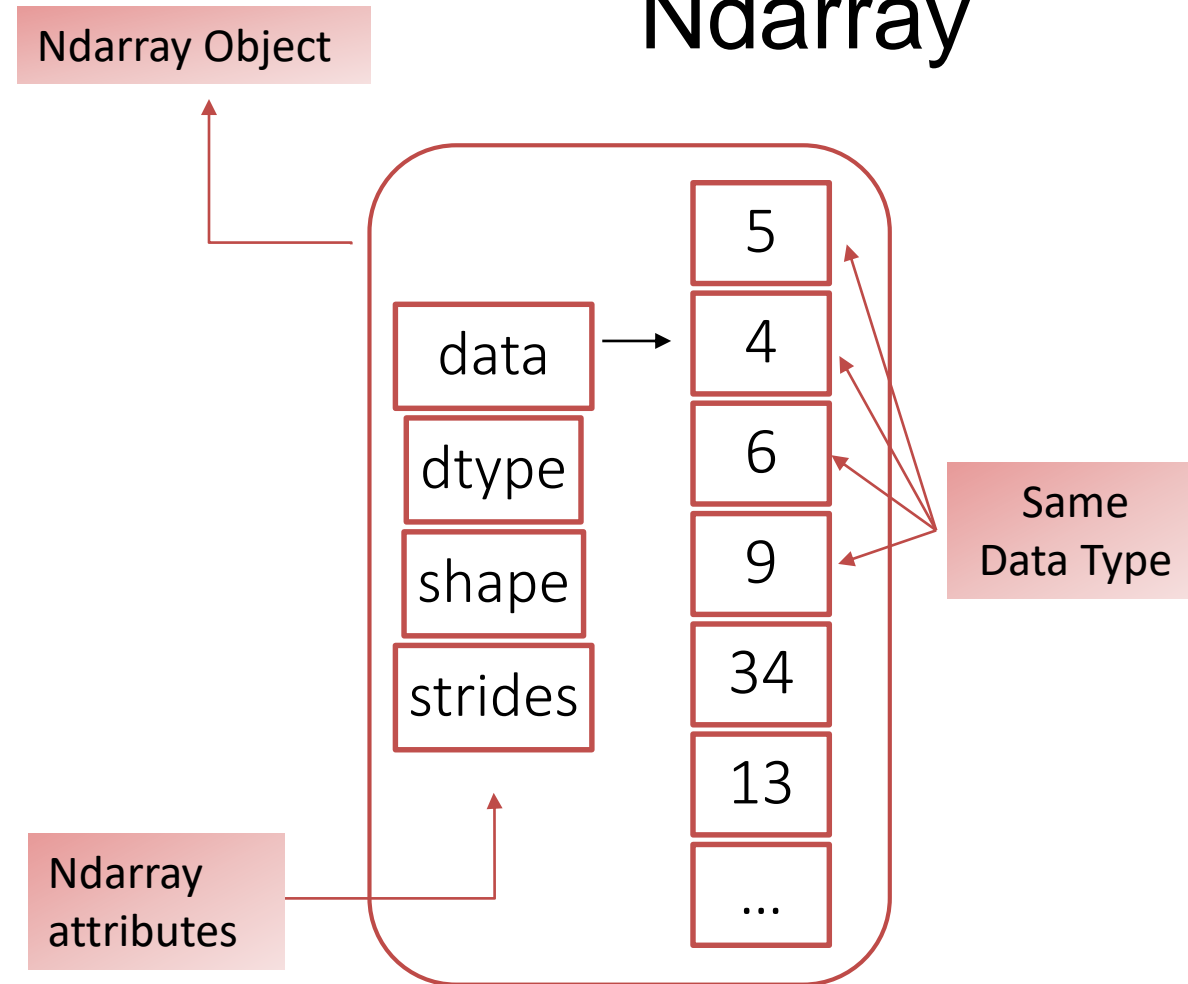 Ndarray
Ndarray Object
data
dtype
shape
strides
5
4
6
9
34
13
...
Same
Data Type
Ndarray
attributes